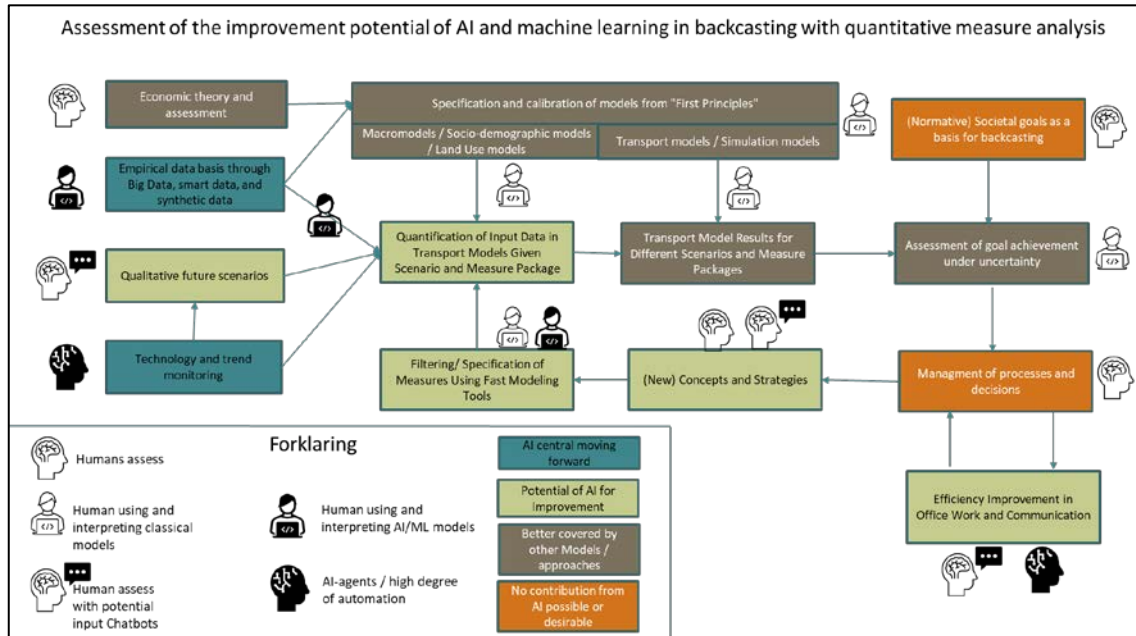 Assessment of the improvement potential of AI and machine learning in backcasting with quantitative measure analysis
Economic theory and
assessment
Specification and calibration of models from "First Principles"
Macromodels / Socio-demographic models
/ Land Use models
Transport models / Simulation models
(Normative) Societal goals as a
basis for backcasting
Empirical data basis through
Big Data, smart data, and
synthetic data
Quantification of Input Data in
Transport Models Given
Scenario and Measure Package
Transport Model Results for
Different Scenarios and Measure
Packages
Assessment of goal achievement
under uncertainty
Qualitative future scenarios
Technology and trend
monitoring
Filtering/ Specification of
Measures Using Fast Modeling
Tools
(New) Concepts and Strategies
Managment of processes and
decisions
Efficiency Improvement in
Office Work and Communication
Forklaring
Humans assess
Human using and
interpreting classical
models
Human assess
with potential
input Chatbots
Human using and
interpreting AI/ML models
AI-agents / high degree
of automation
AI central moving
forward
Potential of AI for
Improvement
Better covered by
other Models /
approaches
No contribution from
AI possible or
desirable